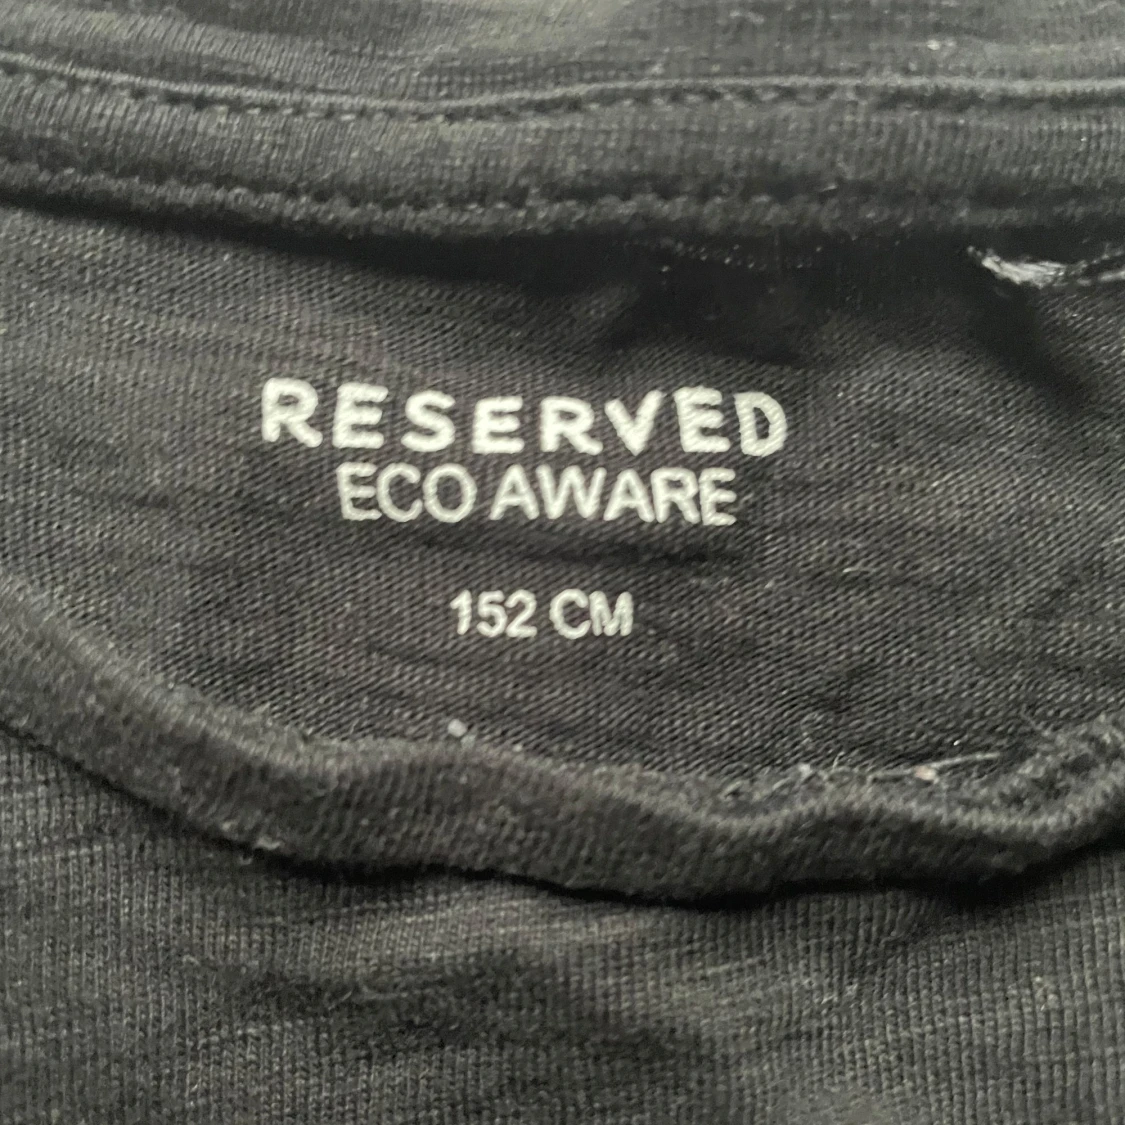 RESERVED
ECO AWARE
152 CM